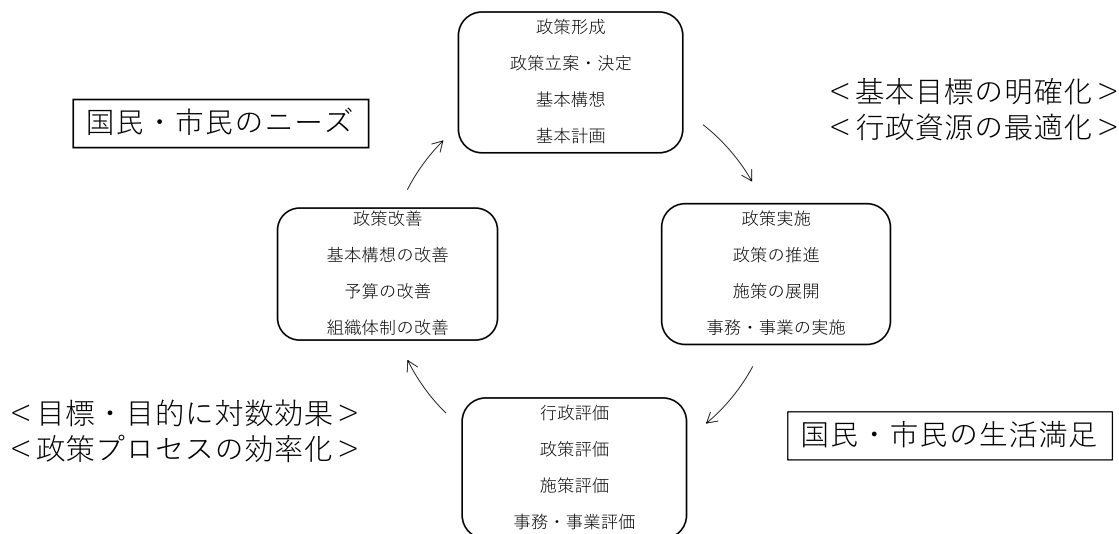 政策形成
政策立案・決定
基本構想
基本計画
国民・市民のニーズ
＜基本目標の明確化＞
＜行政資源の最適化＞
政策改善
基本構想の改善
予算の改善
組織体制の改善
政策実施
政策の推進
施策の展開
事務・事業の実施
＜目標・目的に対数効果＞
＜政策プロセスの効率化＞
行政評価
政策評価
施策評価
事務・事業評価
国民・市民の生活満足